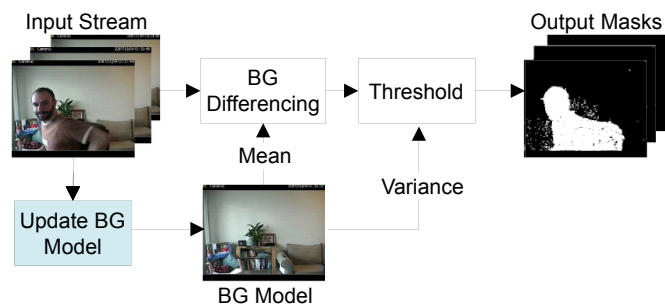 Input Stream
Output Masks
BG
Differencing
Threshold
Mean
Variance
Update BG
Model
BG Model